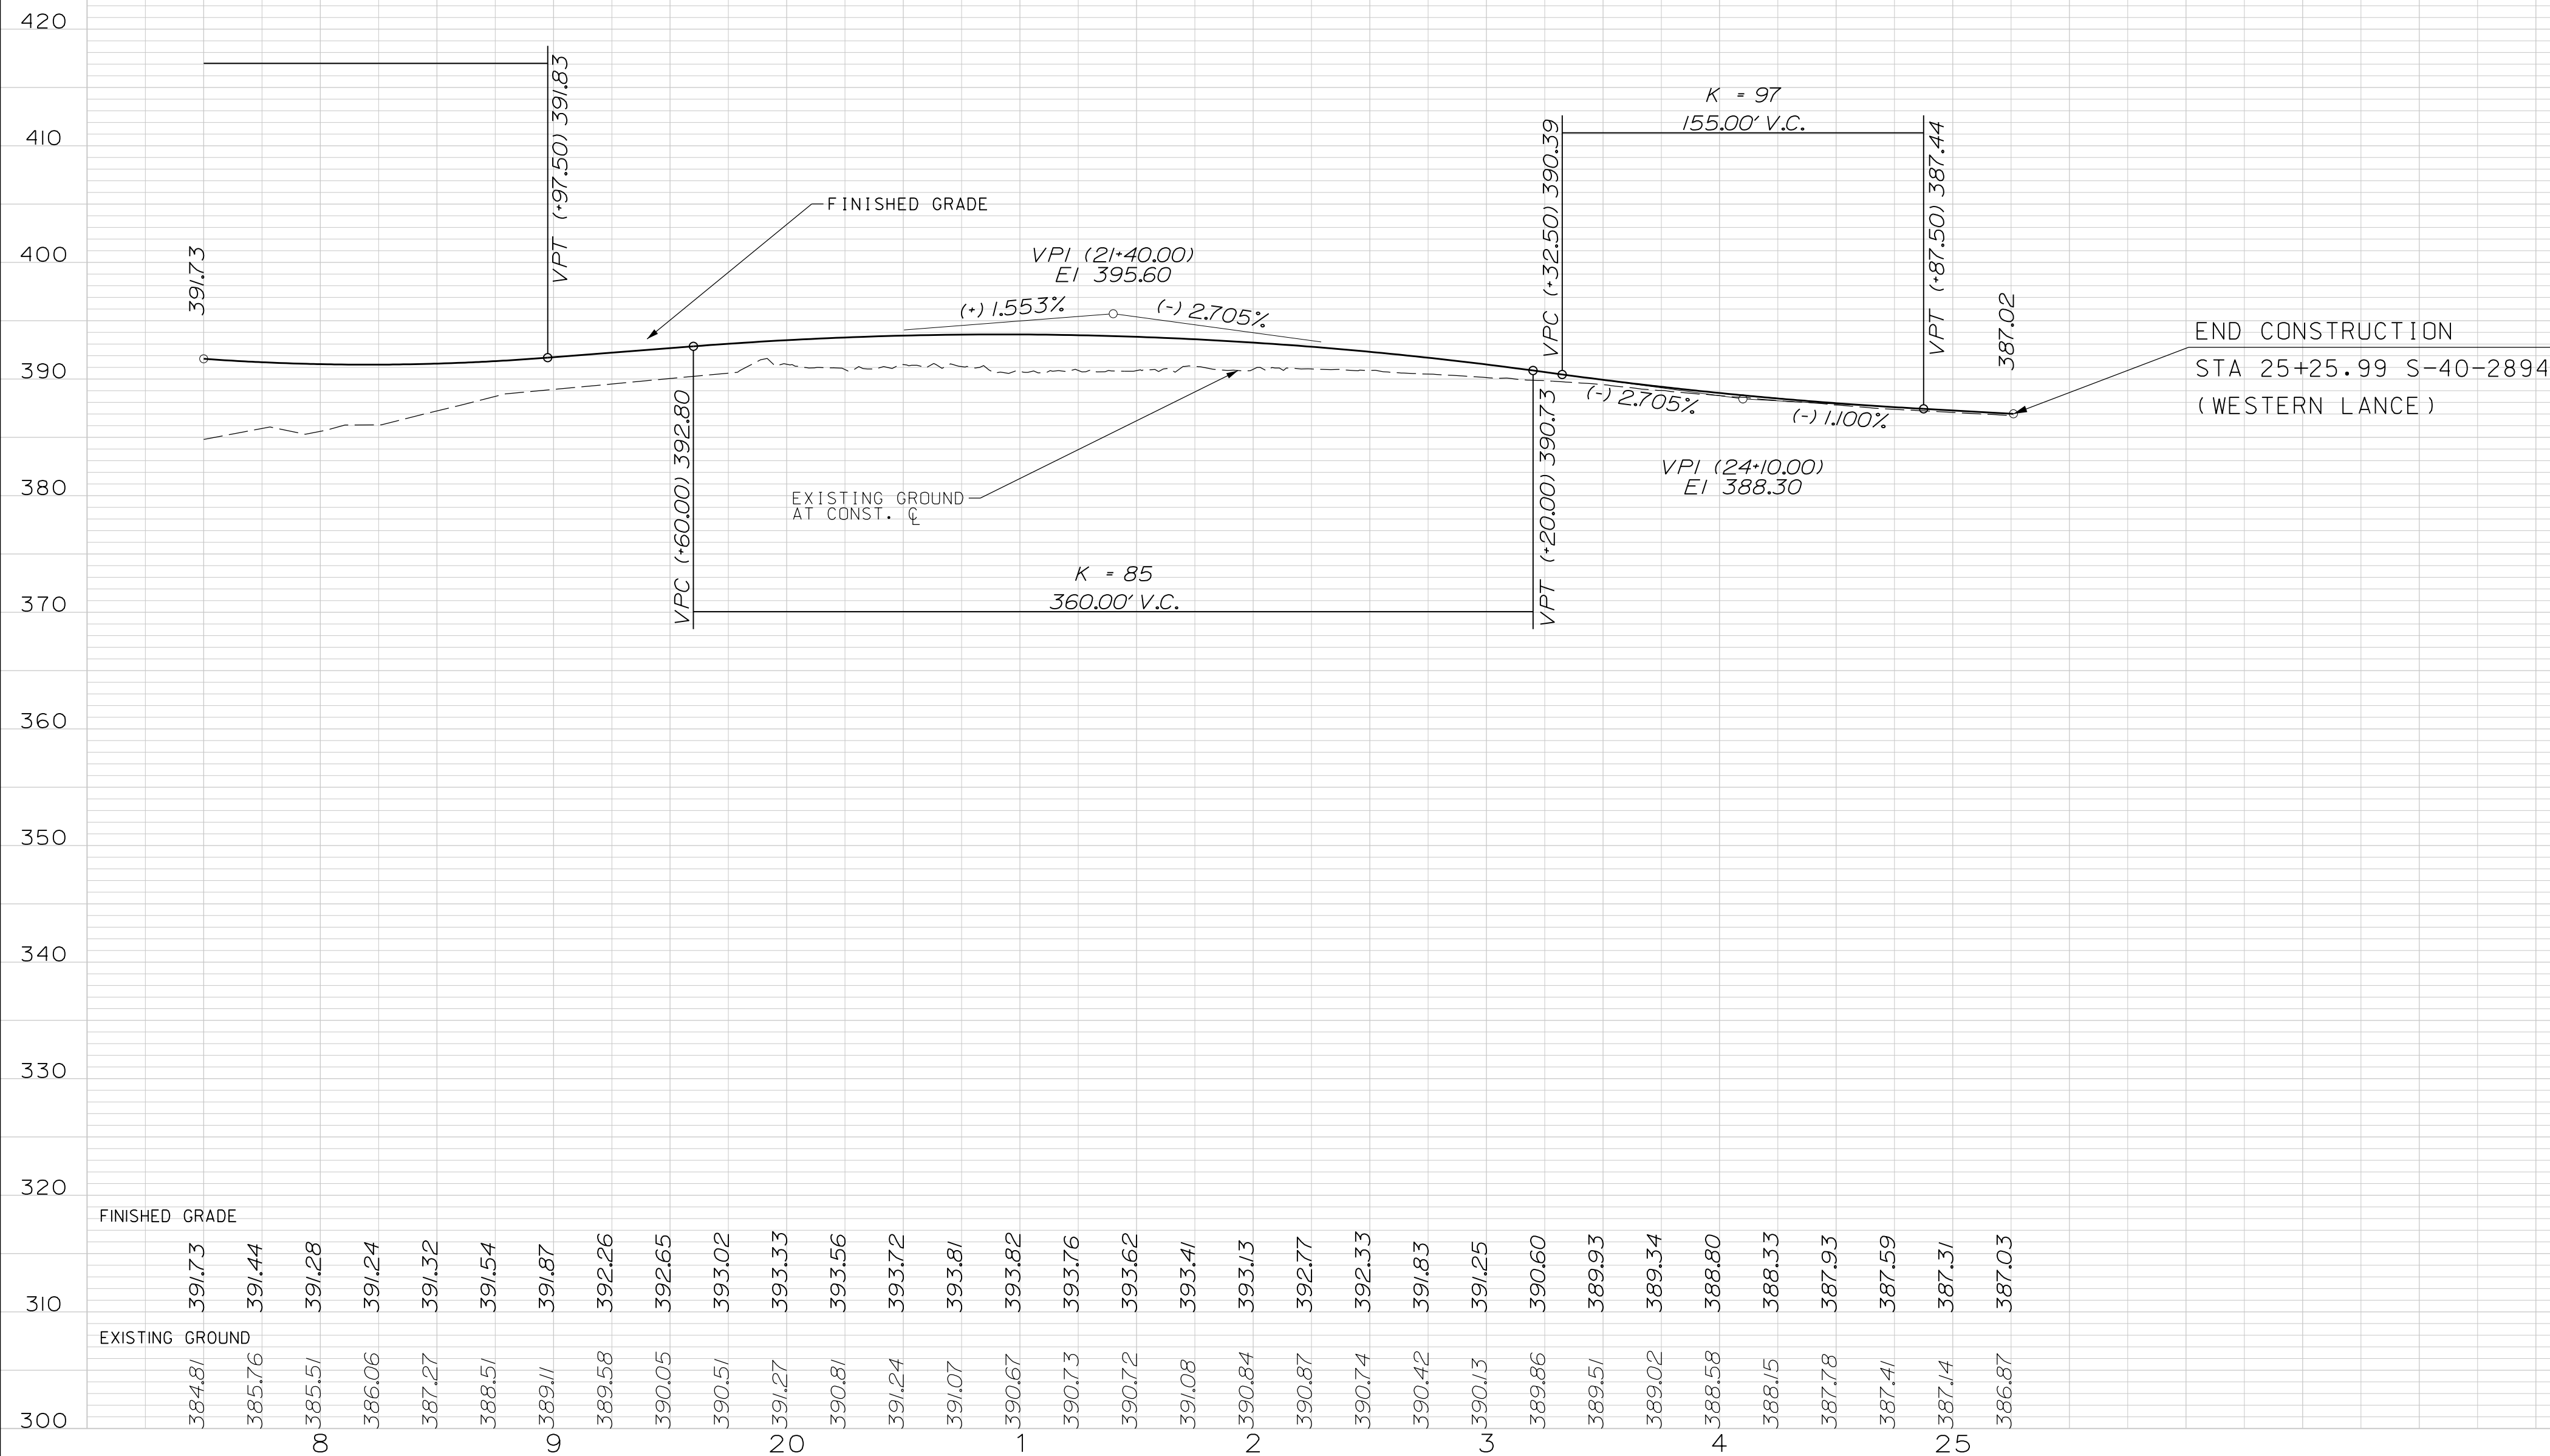 420
410
400
390
380
370
360
350
340
330
320
310
300
391.73
VPT (+97.50) 391.83
FINISHED GRADE
VPI (21+40.00)
El 395.60
(+) 1.553%
(-) 2.705%
VPC (+60.00) 392.80
EXISTING GROUND
AT CONST. ℄
K = 85
360.00' V.C.
VPT (+20.00) 390.73
VPC (+32.50) 390.39
K = 97
155.00' V.C.
VPT (+87.50) 387.44
(-) 2.705%
(-) 1.100%
VPI (24+10.00)
El 388.30
387.02
END CONSTRUCTION
STA 25+25.99 S-40-2894
(WESTERN LANCE)
FINISHED GRADE
391.73 391.44 391.28 391.24 391.32 391.54 391.87 392.26 392.65 393.02 393.33 393.56 393.72 393.81 393.82 393.76 393.62 393.41 393.13 392.77 392.33 391.83 391.25 390.60 389.93 389.34 388.80 388.33 387.93 387.59 387.31 387.03
EXISTING GROUND
384.81 385.76 385.51 386.06 387.27 388.51 389.11 389.58 390.05 390.51 391.27 390.81 391.24 391.07 390.67 390.73 390.72 391.08 390.84 390.87 390.74 390.42 390.13 389.86 389.51 389.02 388.58 388.15 387.78 387.41 387.14 386.87
8 9 20 1 2 3 4 25